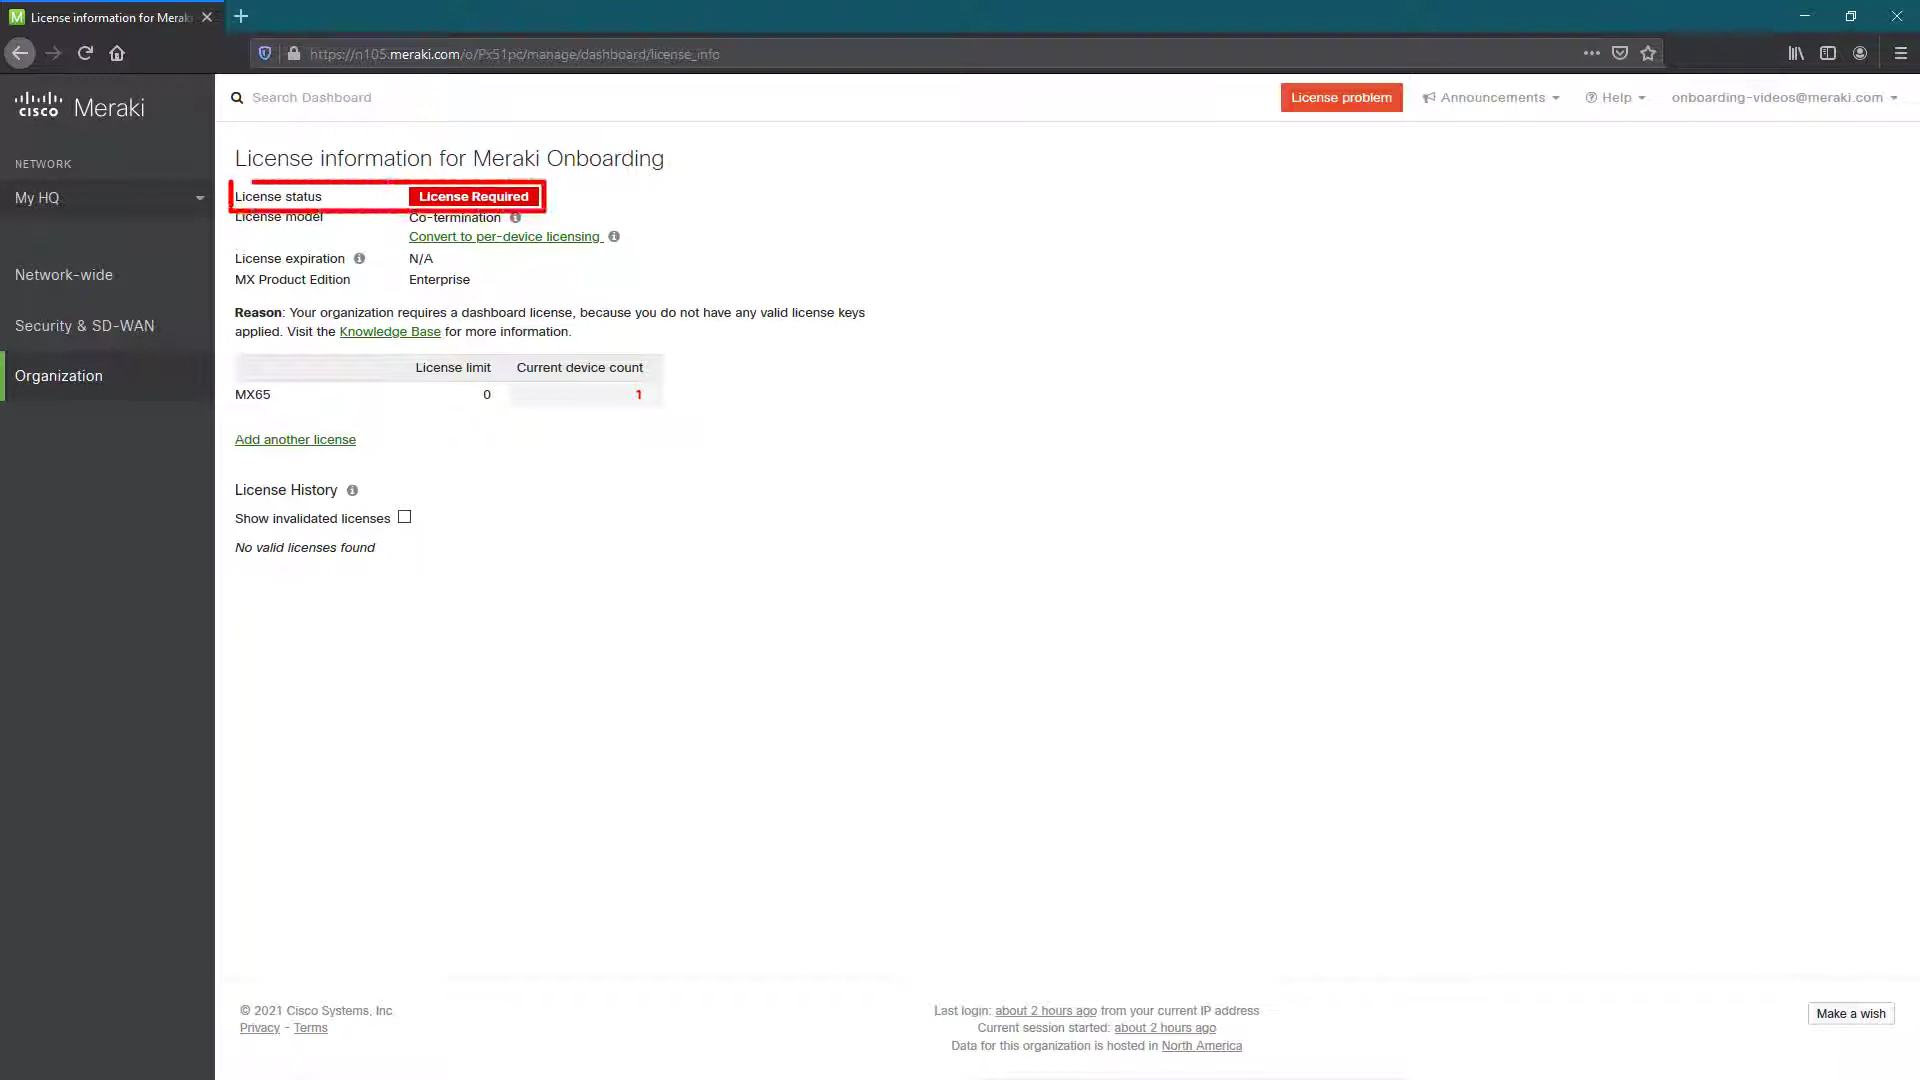 License information for Merak
https://n105.meraki.com/o/Px51pc/manage/dashboard/license_info
cisco Meraki
Search Dashboard
License problem
Announcements
Help
onboarding-videos@meraki.com
NETWORK
My HQ
Network-wide
Security & SD-WAN
Organization
License information for Meraki Onboarding
License status License Required
License model Co-termination
Convert to per-device licensing
License expiration N/A
MX Product Edition Enterprise
Reason: Your organization requires a dashboard license, because you do not have any valid license keys
applied. Visit the Knowledge Base for more information.
License limit Current device count
MX65 0 1
Add another license
License History
Show invalidated licenses
No valid licenses found
© 2021 Cisco Systems, Inc.
Privacy - Terms
Last login: about 2 hours ago from your current IP address
Current session started: about 2 hours ago
Data for this organization is hosted in North America
Make a wish